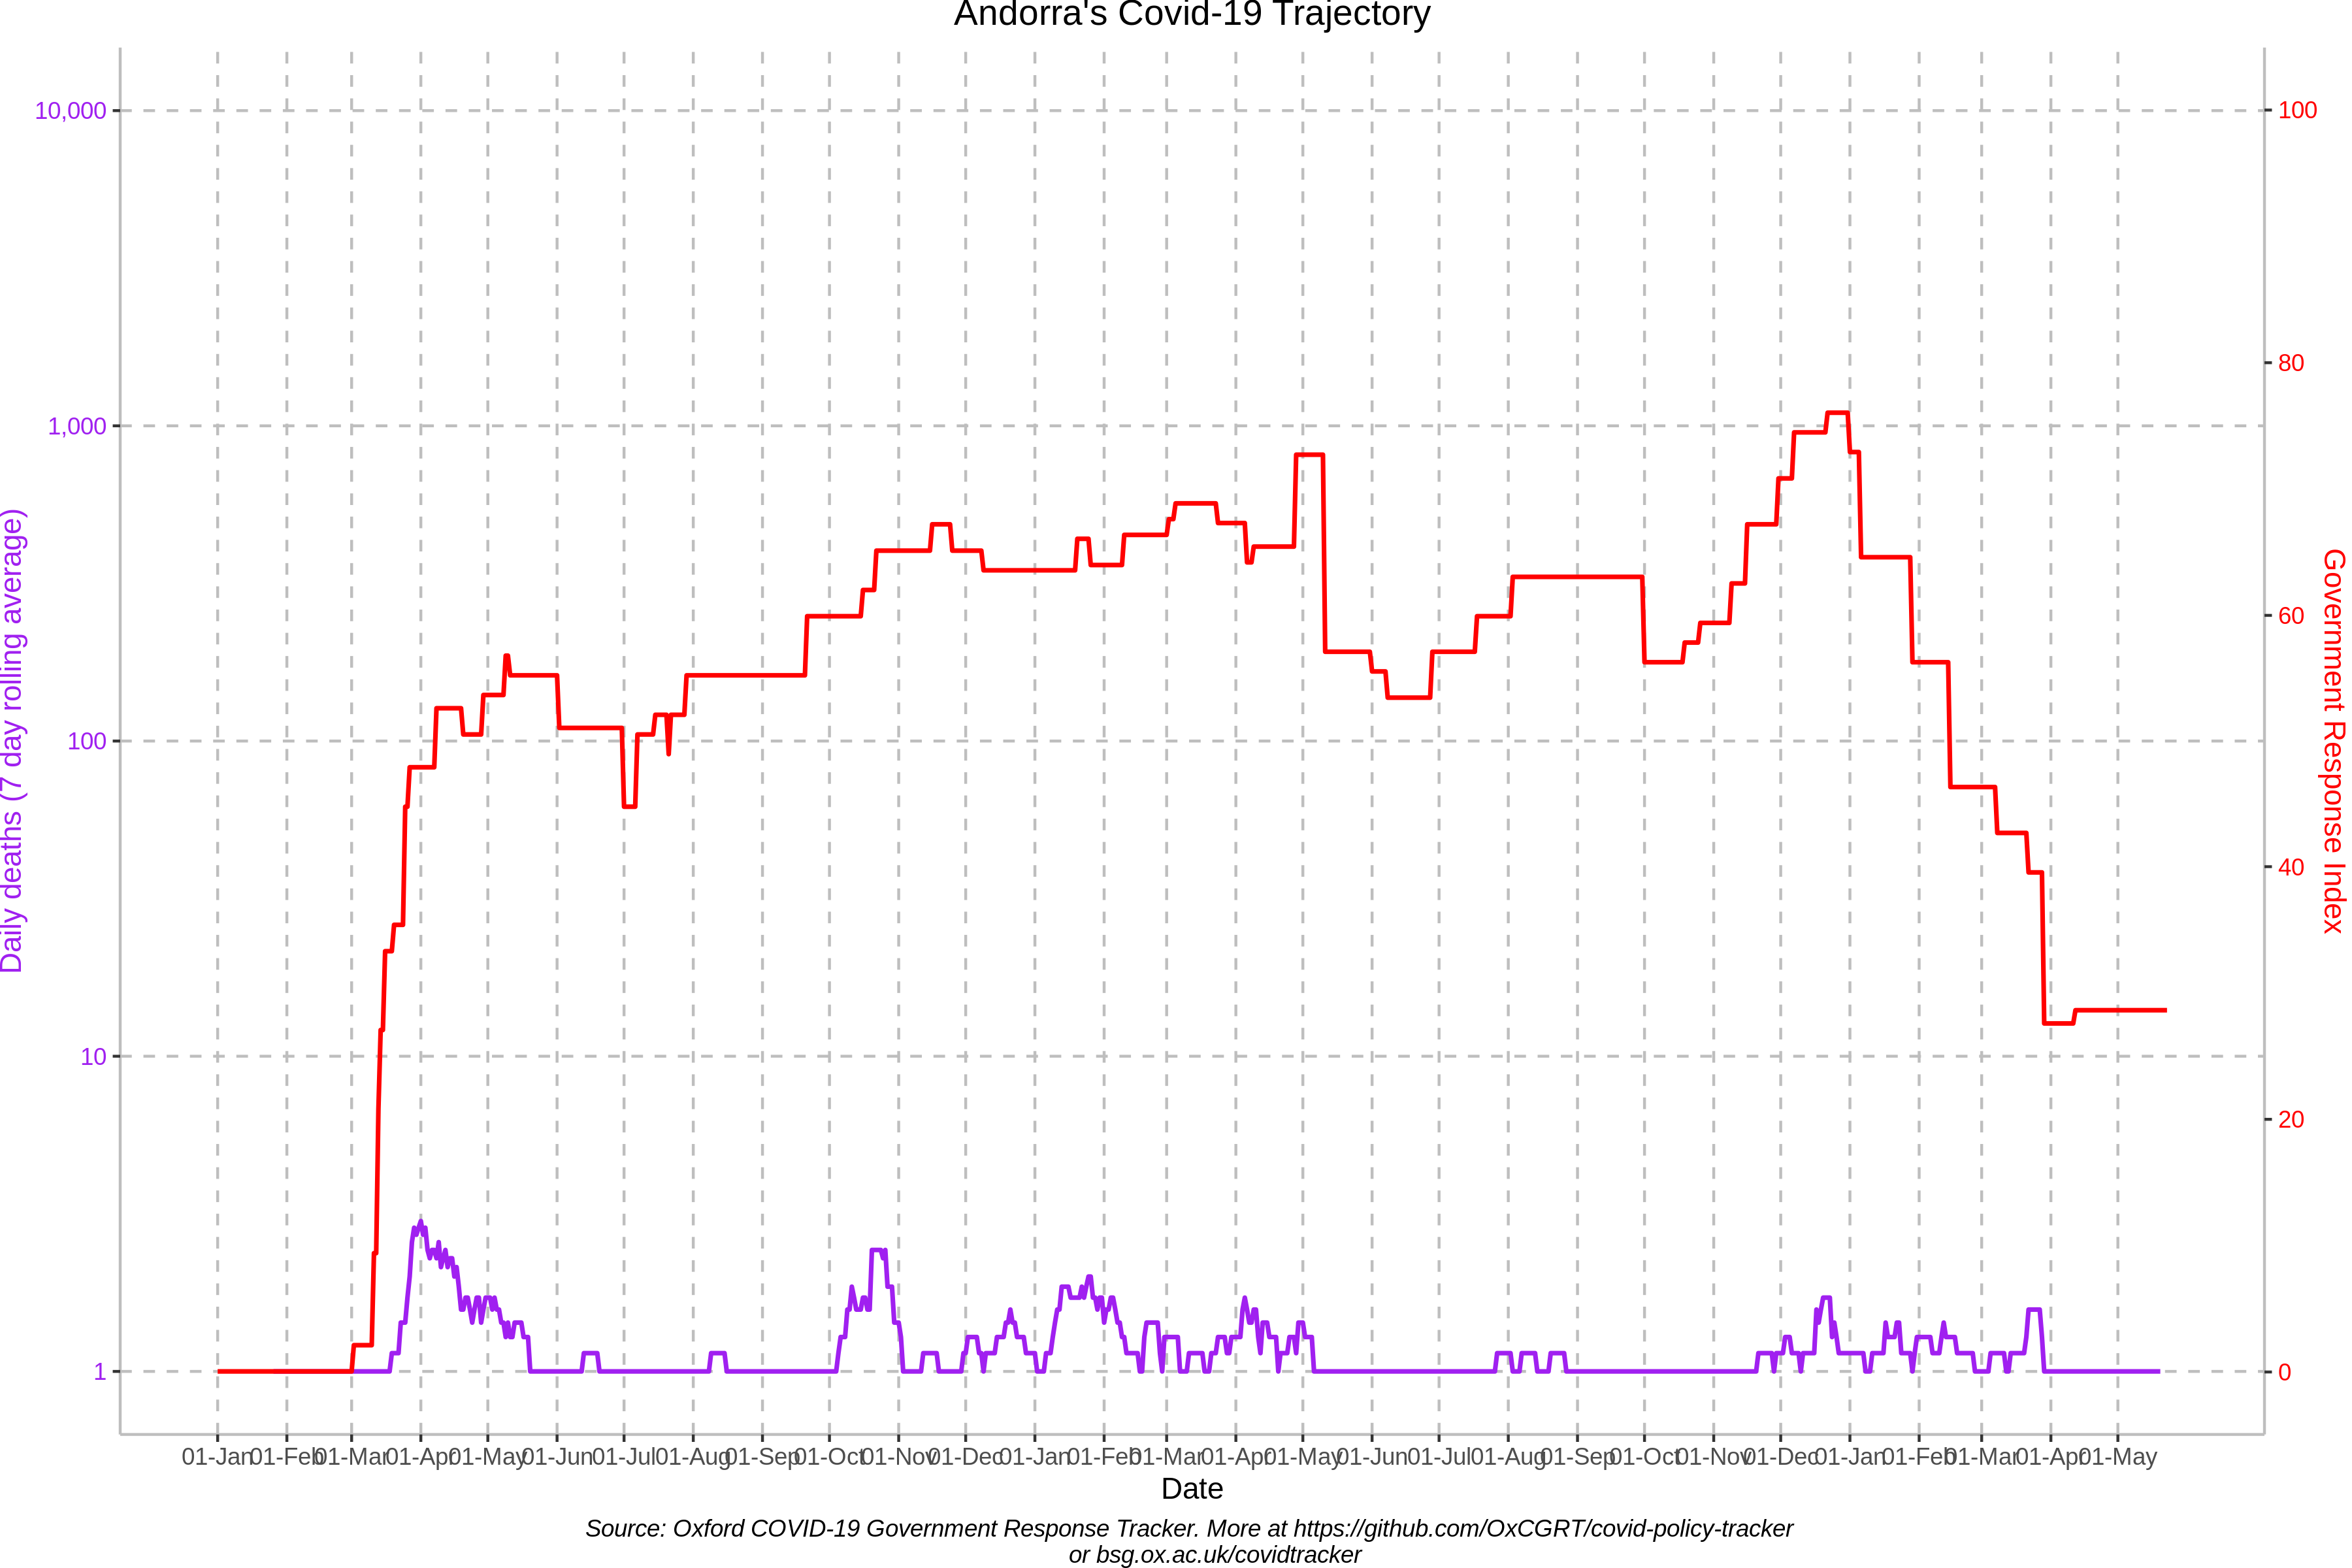 Andorra's Covid-19 Trajectory
10,000
1,000
100
10
1
Daily deaths (7 day rolling average)
100
80
60
40
20
0
Government Response Index
01-Jan 01-Feb 01-Mar 01-Apr 01-May 01-Jun 01-Jul 01-Aug 01-Sep 01-Oct 01-Nov 01-Dec 01-Jan 01-Feb 01-Mar 01-Apr 01-May 01-Jun 01-Jul 01-Aug 01-Sep 01-Oct 01-Nov 01-Dec 01-Jan 01-Feb 01-Mar 01-Apr 01-May
Date
Source: Oxford COVID-19 Government Response Tracker. More at https://github.com/OxCGRT/covid-policy-tracker
or bsg.ox.ac.uk/covidtracker